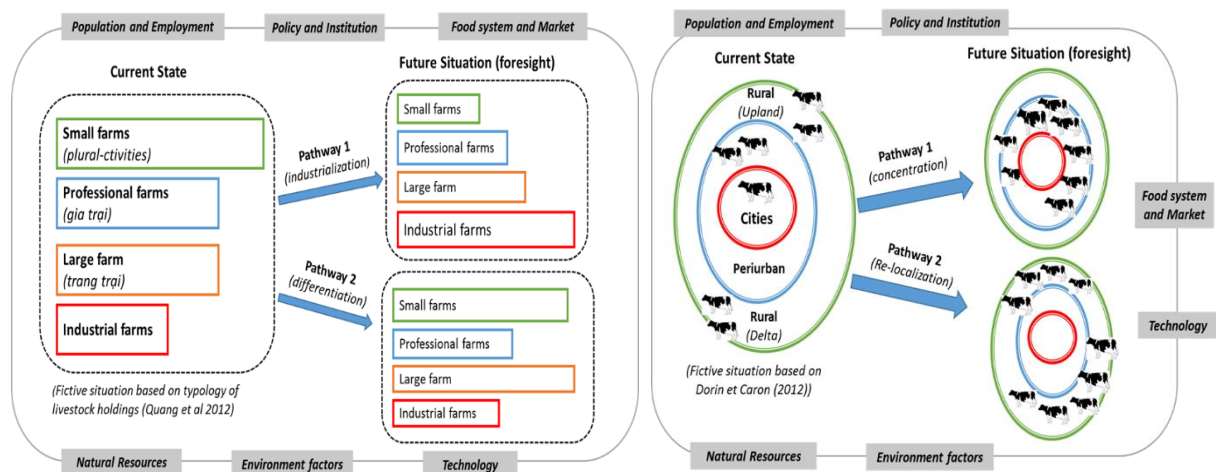 Population and Employment
Policy and Institution
Food system and Market
Current State
Future Situation (foresight)
Small farms
(plural-ctivities)
Professional farms
(gia trại)
Large farm
(trang trại)
Industrial farms
Pathway 1
(industrialization)
Pathway 2
(differentiation)
Small farms
Professional farms
Large farm
Industrial farms
Small farms
Professional farms
Large farm
Industrial farms
(Fictive situation based on typology of
livestock holdings (Quang et al 2012)
Natural Resources
Environment factors
Technology
Population and Employment
Policy and Institution
Current State
Future Situation (foresight)
Rural
(Upland)
Cities
Periurban
Rural
(Delta)
Pathway 1
(concentration)
Pathway 2
(Re-localization)
Food system
and Market
Technology
(Fictive situation based on
Dorin et Caron (2012))
Natural Resources
Environment factors